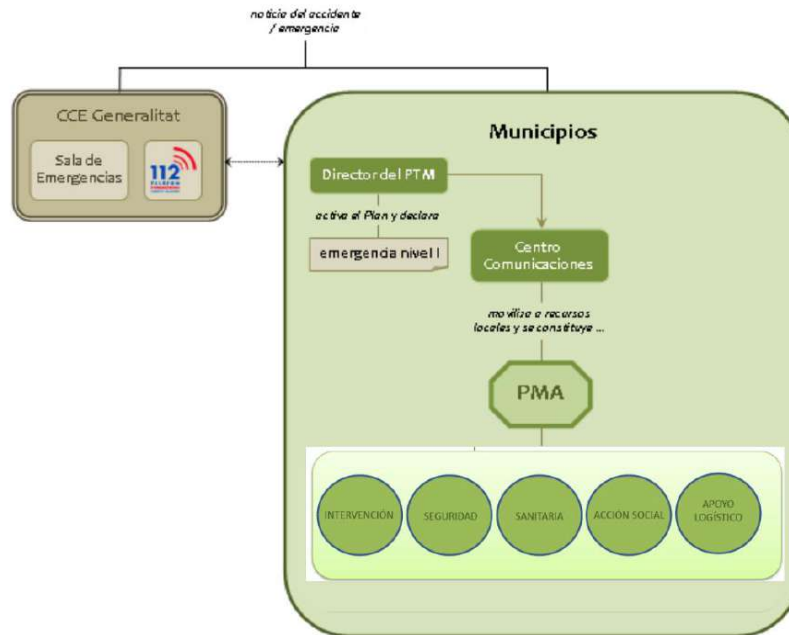 noticia del accidente
/ emergencia
CCE Generalitat
Sala de
Emergencias
112
Municipios
Director del PTM
activa el Plan y declara
emergencia nivel I
Centro
Comunicaciones
moviliza a recursos
locales y se constituye ...
PMA
INTERVENCIÓN
SEGURIDAD
SANITARIA
ACCIÓN SOCIAL
APOYO
LOGÍSTICO